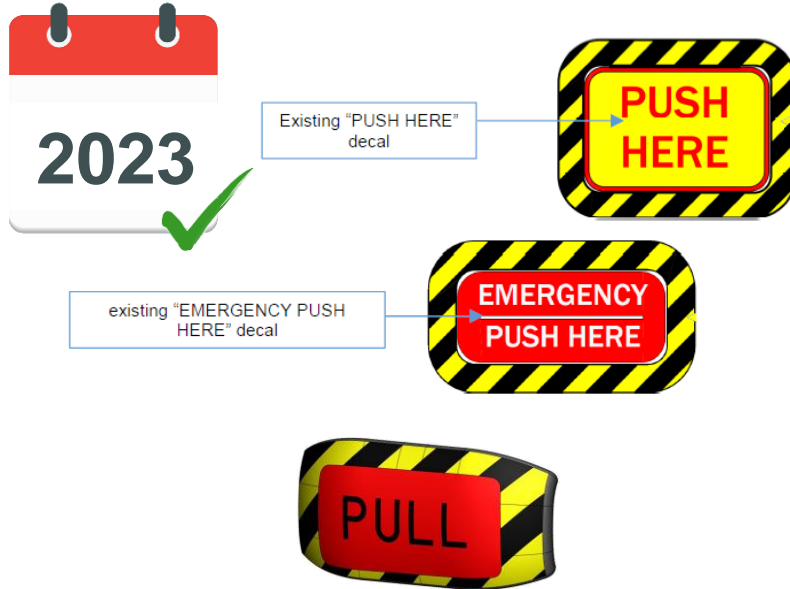 2023
Existing “PUSH HERE”
decal
PUSH
HERE
existing “EMERGENCY PUSH
HERE” decal
EMERGENCY
PUSH HERE
PULL